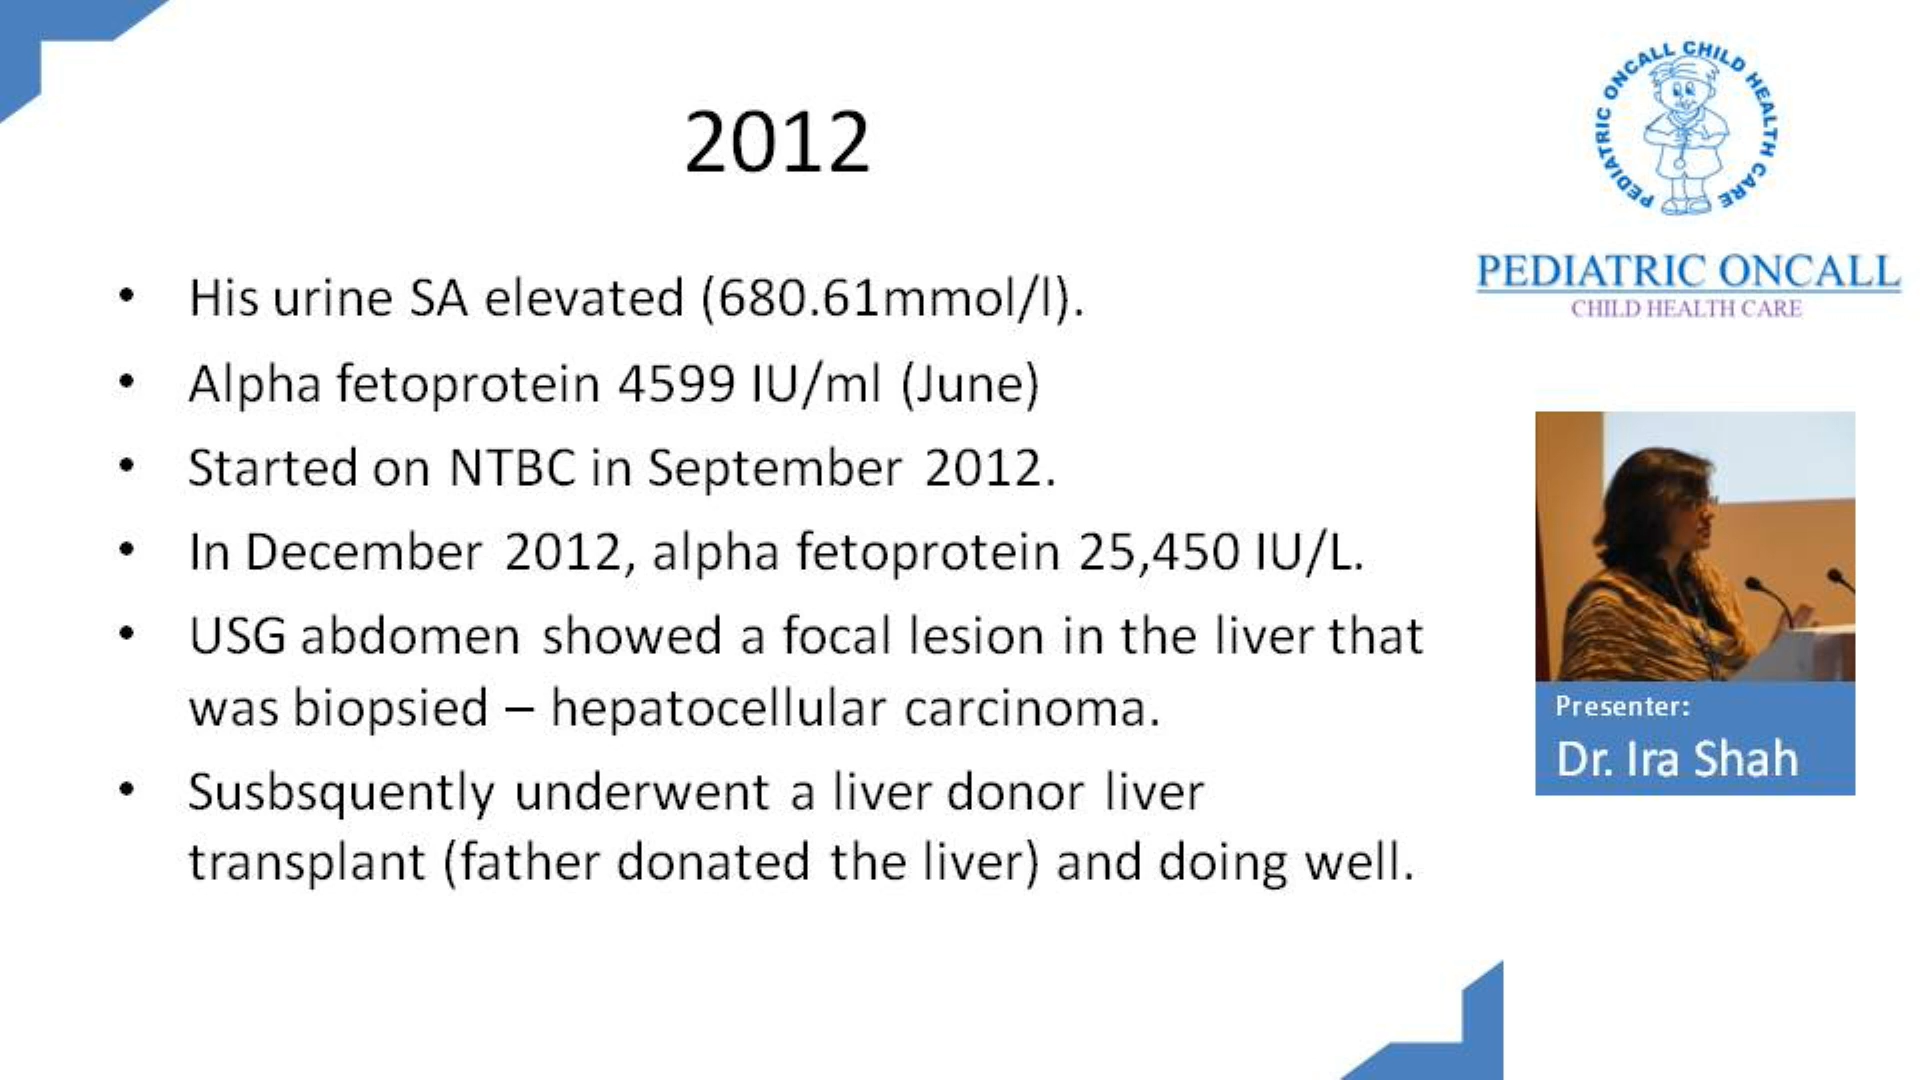 2012
• His urine SA elevated (680.61mmol/l).
• Alpha fetoprotein 4599 IU/ml (June)
• Started on NTBC in September 2012.
• In December 2012, alpha fetoprotein 25,450 IU/L.
• USG abdomen showed a focal lesion in the liver that
was biopsied – hepatocellular carcinoma.
• Susbsquently underwent a liver donor liver
transplant (father donated the liver) and doing well.
PEDIATRIC ONCALL CHILD HEALTH CARE
PEDIATRIC ONCALL
CHILD HEALTH CARE
Presenter:
Dr. Ira Shah